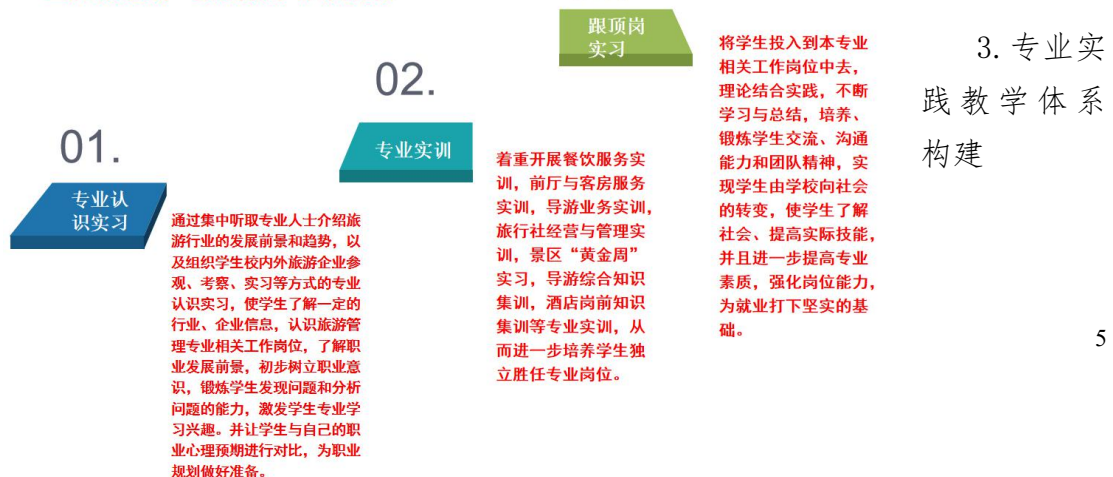 01.
专业认
识实习
通过集中听取专业人士介绍旅
游行业的发展前景和趋势，以
及组织学生校内外旅游企业参
观、考察、实习等方式的专业
认识实习，使学生了解一定的
行业、企业信息，认识旅游管
理专业相关工作岗位，了解职
业发展前景，初步树立职业意
识，锻炼学生发现问题和分析
问题的能力，激发学生专业学
习兴趣。并让学生与自己的职
业心理预期进行对比，为职业
规划做好准备。
02.
专业实训
着重开展餐饮服务实
训，前厅与客房服务
实训，导游业务实训，
旅行社经营与管理实
训，景区“黄金周”
实习，导游综合知识
集训，酒店岗前知识
集训等专业实训，从
而进一步培养学生独
立胜任专业岗位。
跟顶岗
实习
将学生投入到本专业
相关工作岗位中去，
理论结合实践，不断
学习与总结，培养、
锻炼学生交流、沟通
能力和团队精神，实
现学生由学校向社会
的转变，使学生了解
社会、提高实际技能，
并且进一步提高专业
素质，强化岗位能力，
为就业打下坚实的基
础。
3.专业实
践教学体系
构建
5